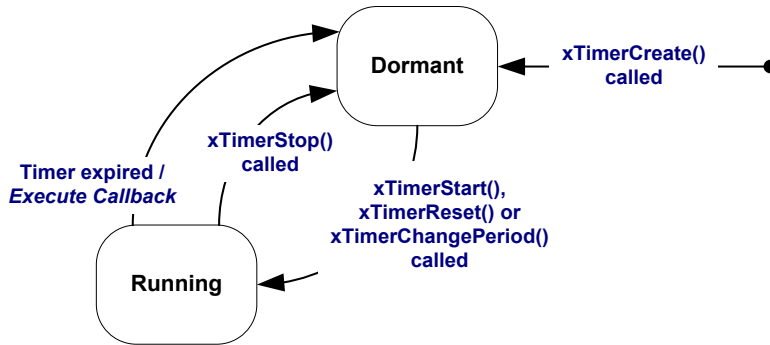 Dormant
xTimerCreate()
called
xTimerStop()
called
Timer expired /
Execute Callback
xTimerStart(),
xTimerReset() or
xTimerChangePeriod()
called
Running